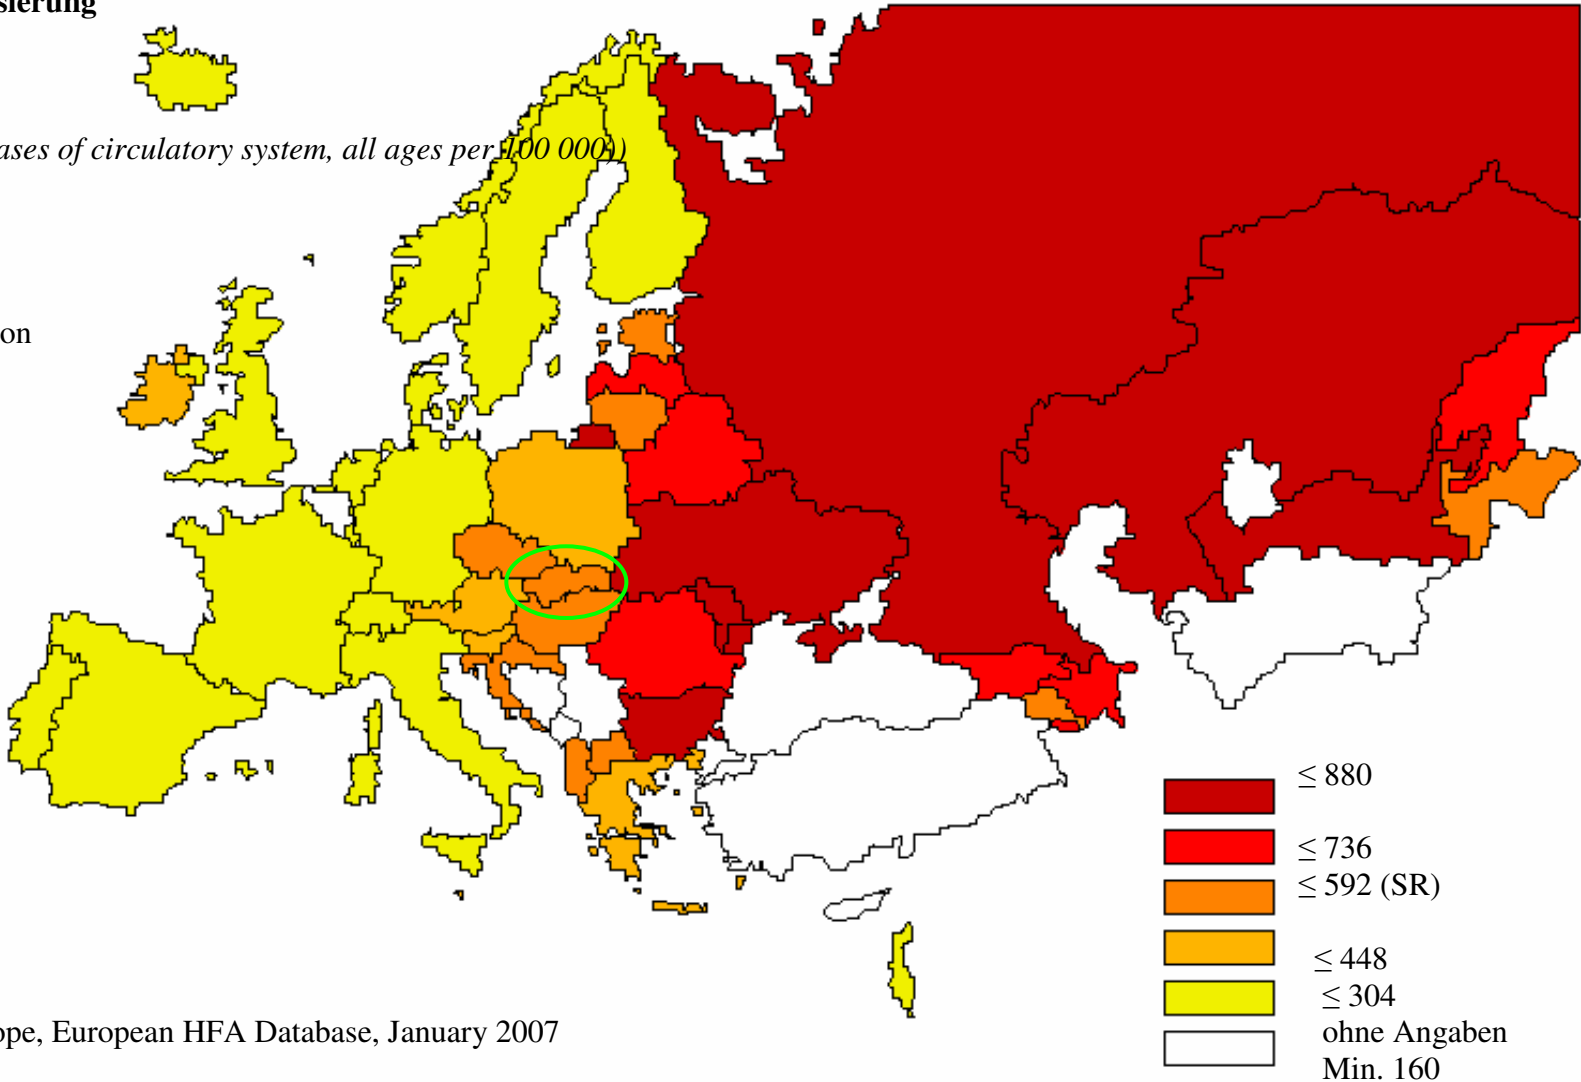 sierung
ases of circulatory system, all ages per 100 000))
on
≤ 880
≤ 736
≤ 592 (SR)
≤ 448
≤ 304
ohne Angaben
Min. 160
ope, European HFA Database, January 2007